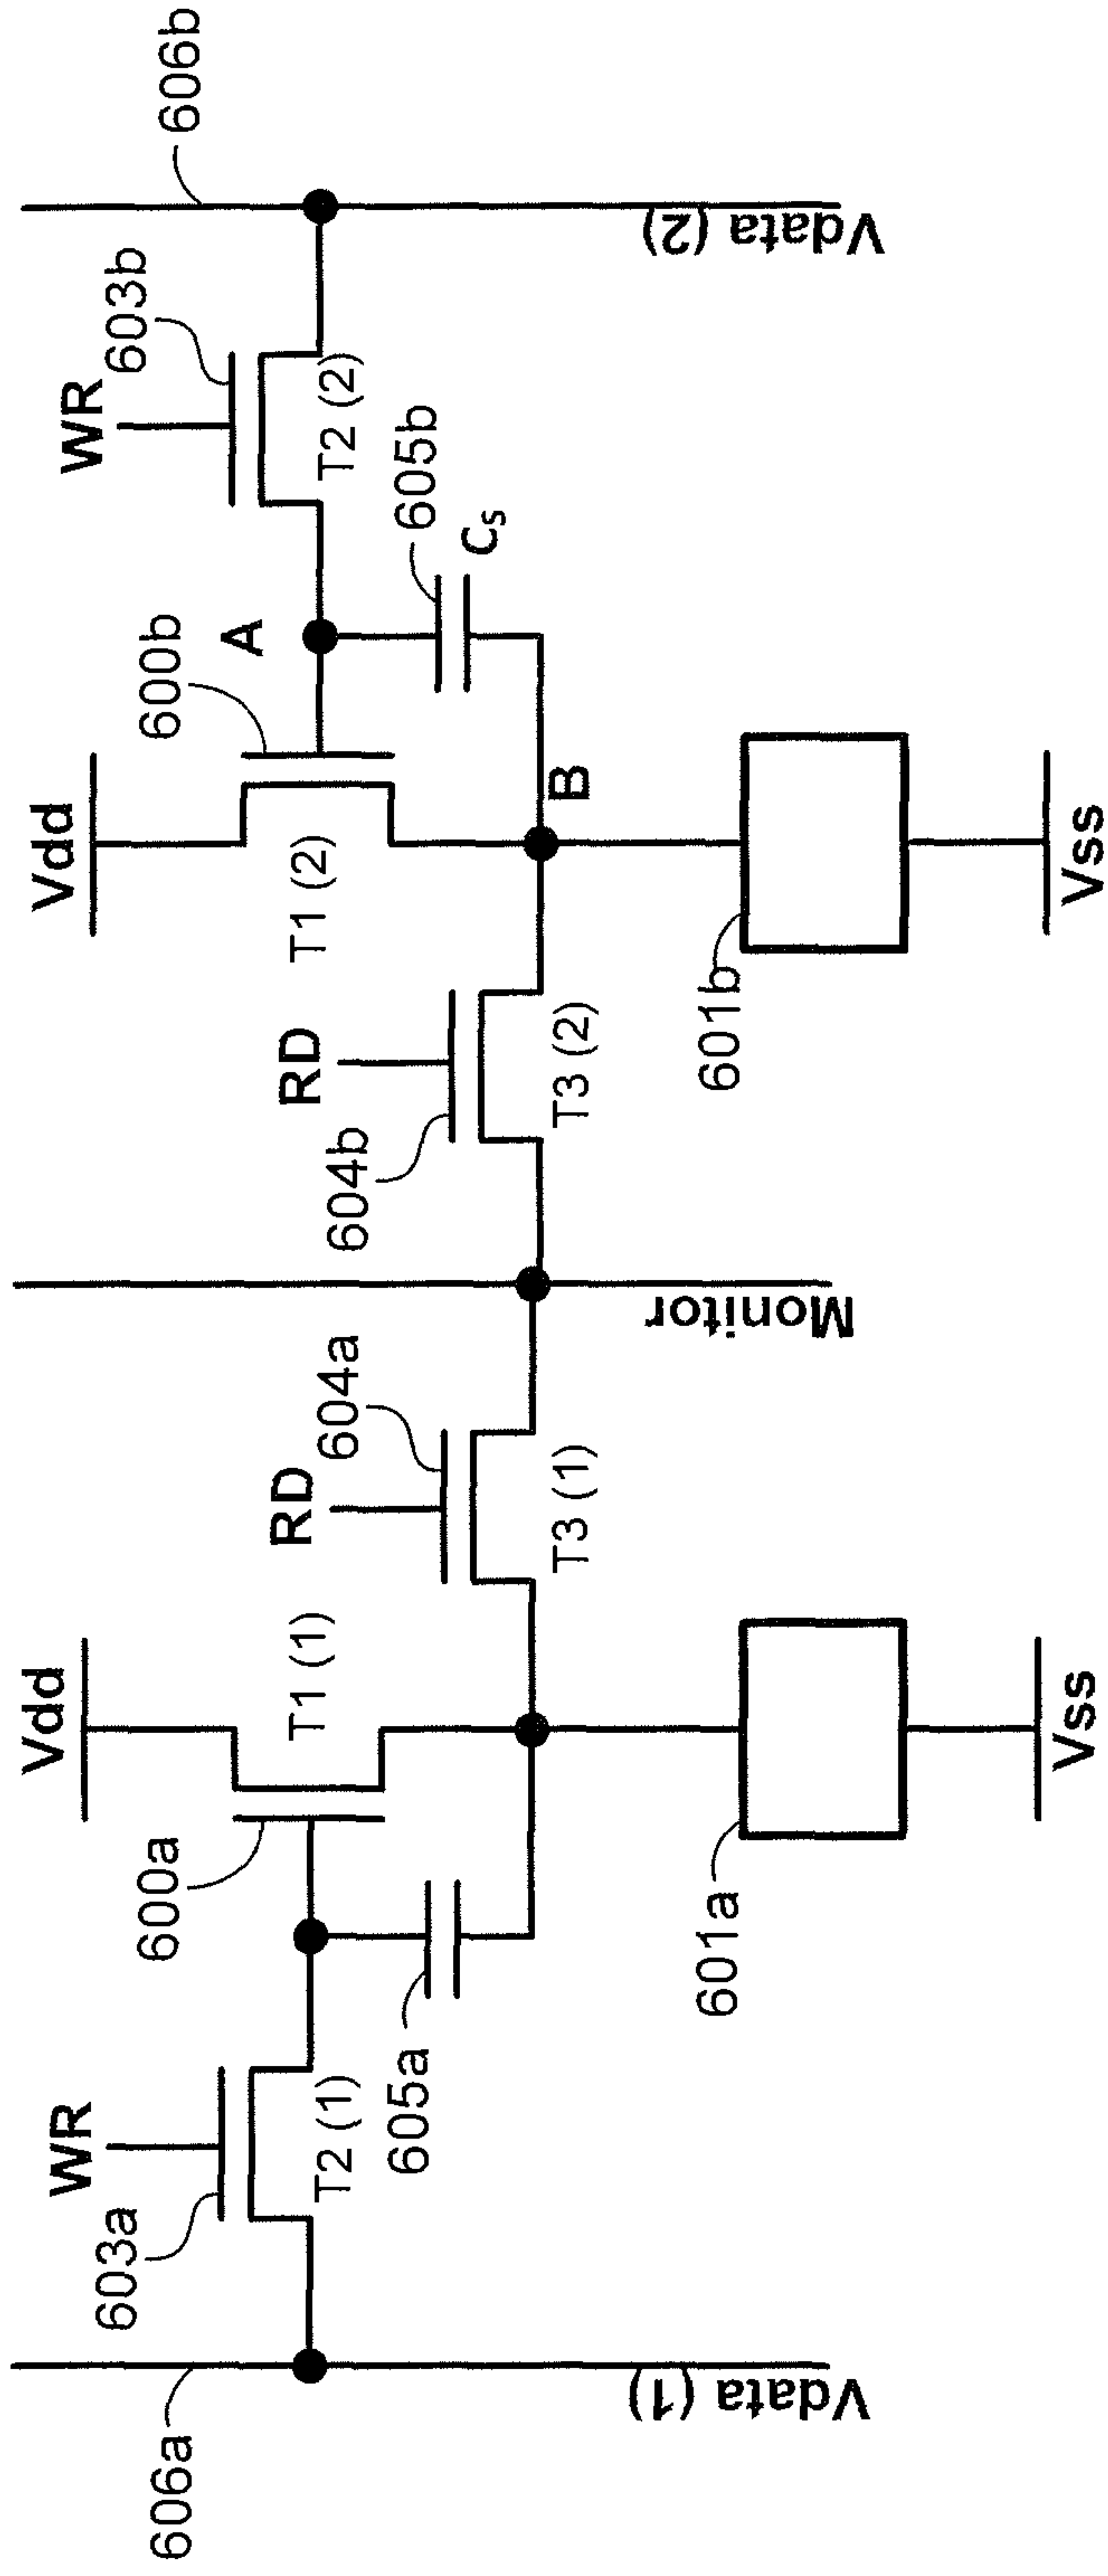 WR
Vdd
RD
RD
Vdd
WR
603a
600a
T1 (1)
604a
604b
T1 (2)
600b
A
603b
606a
606b
T2 (1)
605a
T3 (1)
T3 (2)
B
605b
Cs
T2 (2)
Vdata (1)
601a
Monitor
601b
Vdata (2)
Vss
Vss